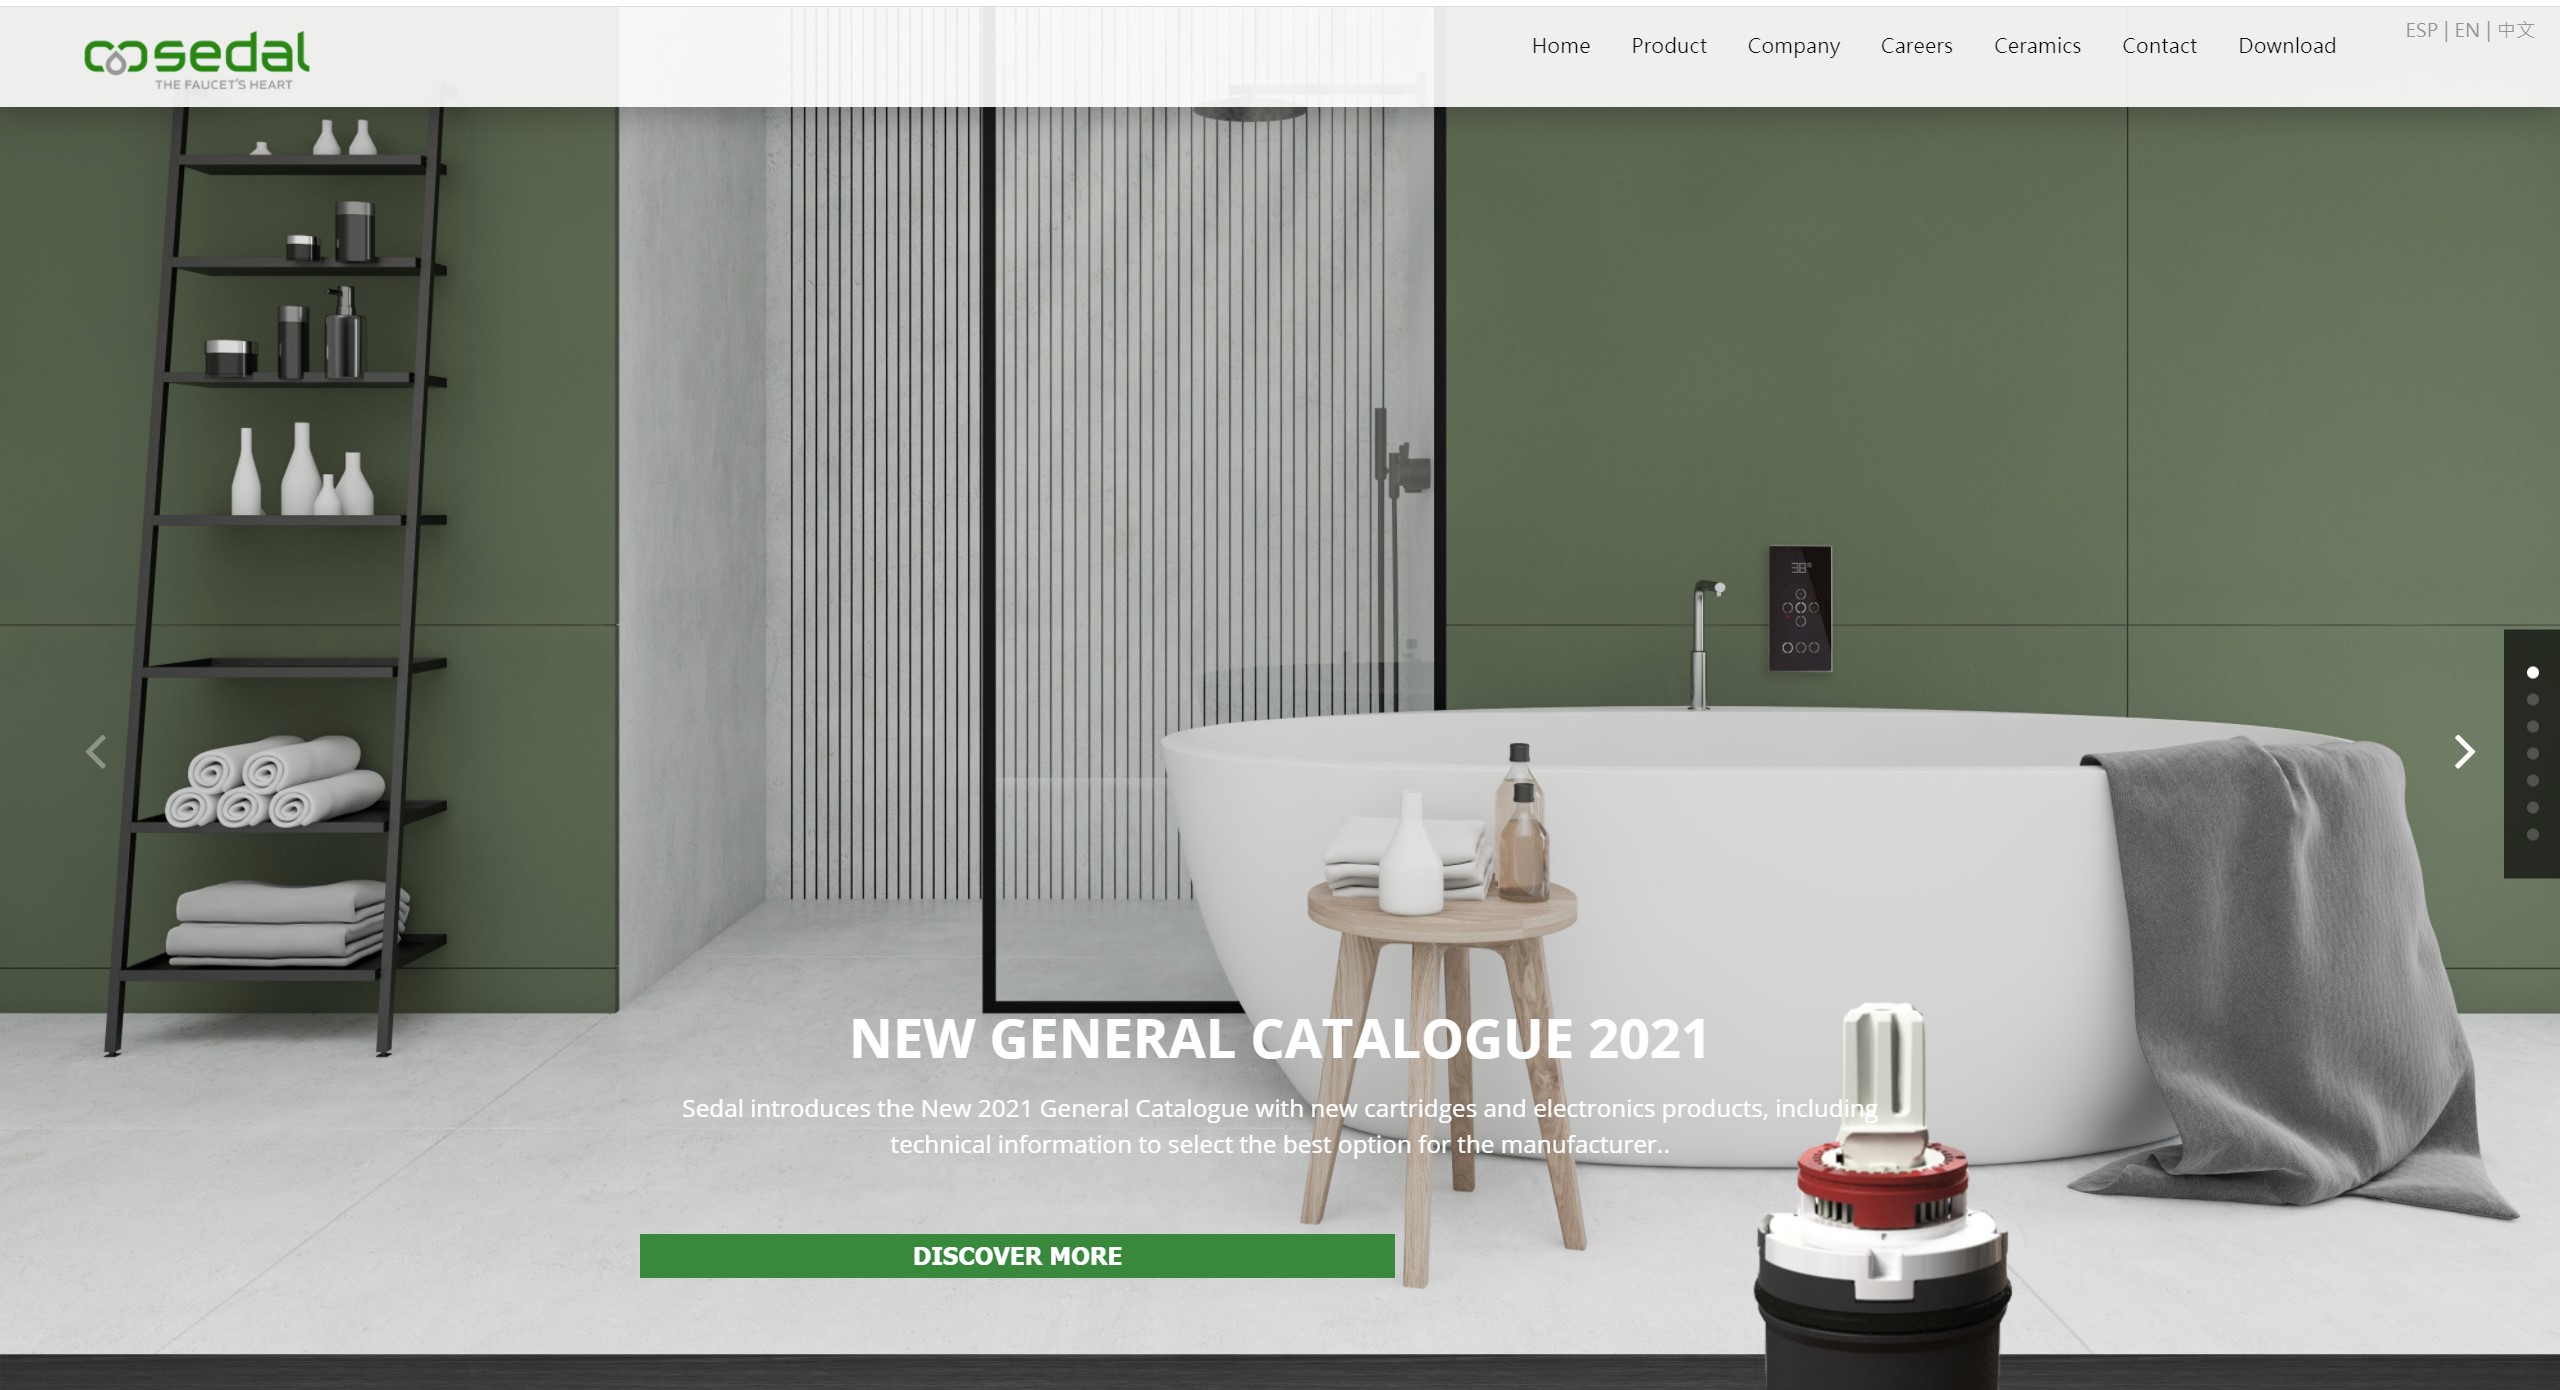 sedal
THE FAUCET'S HEART
Home Product Company Careers Ceramics Contact Download
ESP | EN | 中文
38°
NEW GENERAL CATALOGUE 2021
Sedal introduces the New 2021 General Catalogue with new cartridges and electronics products, including
technical information to select the best option for the manufacturer..
DISCOVER MORE